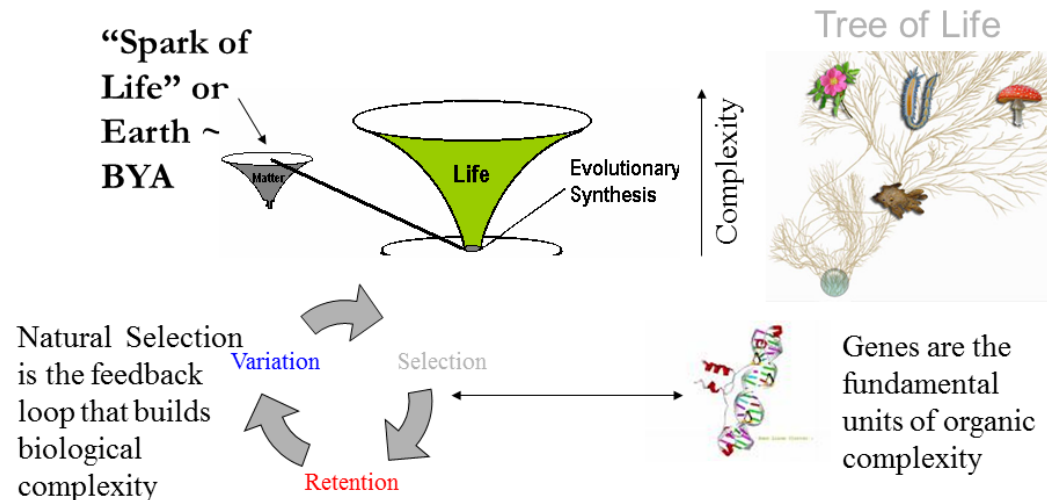 “Spark of
Life” or
Earth ~
BYA
Tree of Life
Matter
Life
Evolutionary
Synthesis
Complexity
Natural Selection
is the feedback
loop that builds
biological
complexity
Variation
Selection
Retention
Genes are the
fundamental
units of organic
complexity